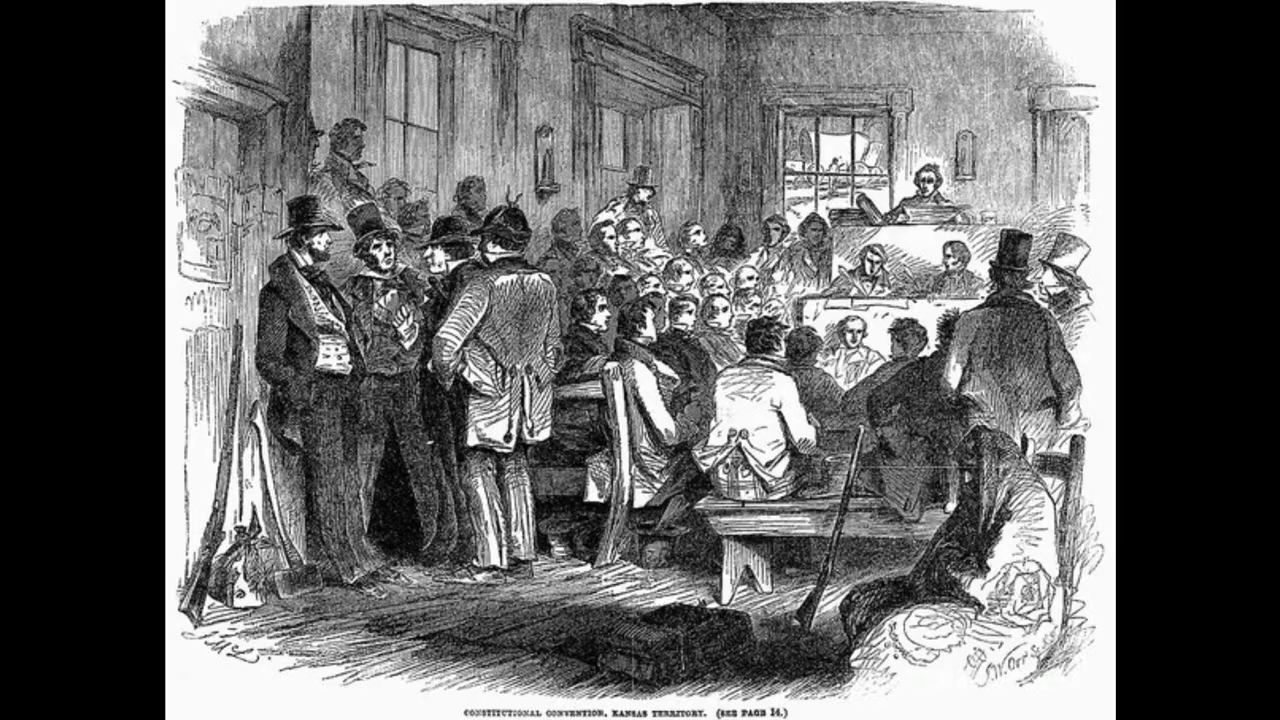 CONSTITUTIONAL CONVENTION, KANSAS TERRITORY. (SEE PAGE 14.)